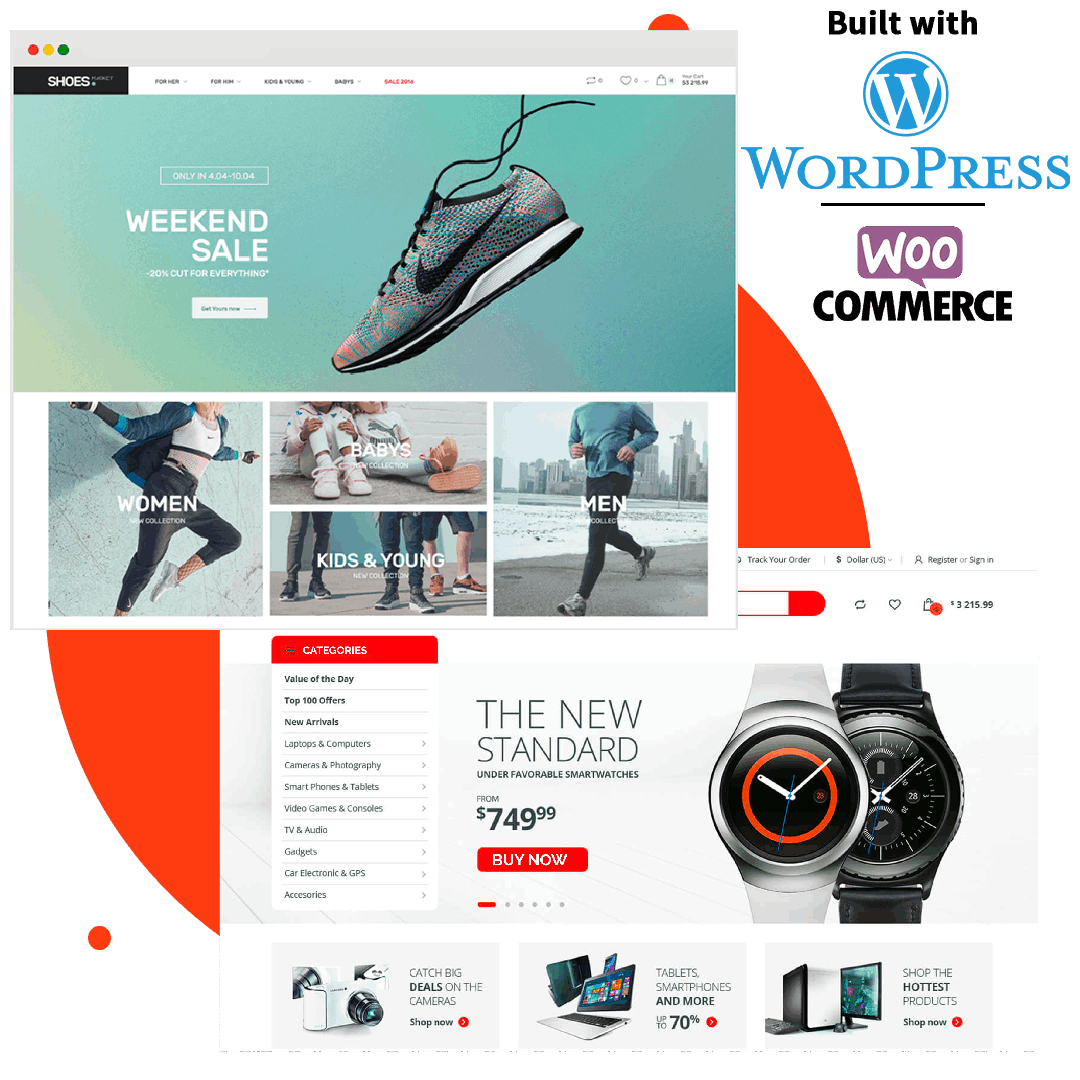 Built with
WORDPRESS
WOO
COMMERCE
SHOES.
MARKET
FOR HER
FOR HIM
KIDS & YOUNG
BABYS
SALE 2016
0
0
Your Cart
$3 215.99
ONLY IN 4.04-10.04
WEEKEND
SALE
-20% CUT FOR EVERYTHING*
Get Yours now
WOMEN
NEW COLLECTION
BABYS
NEW COLLECTION
KIDS & YOUNG
NEW COLLECTION
MEN
NEW COLLECTION
Track Your Order
$ Dollar (US)
Register or Sign in
$ 3 215.99
CATEGORIES
Value of the Day
Top 100 Offers
New Arrivals
Laptops & Computers
Cameras & Photography
Smart Phones & Tablets
Video Games & Consoles
TV & Audio
Gadgets
Car Electronic & GPS
Accesories
THE NEW
STANDARD
UNDER FAVORABLE SMARTWATCHES
FROM
$749 99
BUY NOW
23
28
CATCH BIG
DEALS ON THE
CAMERAS
Shop now
TABLETS,
SMARTPHONES
AND MORE
UP TO 70%
SHOP THE
HOTTEST
PRODUCTS
Shop now